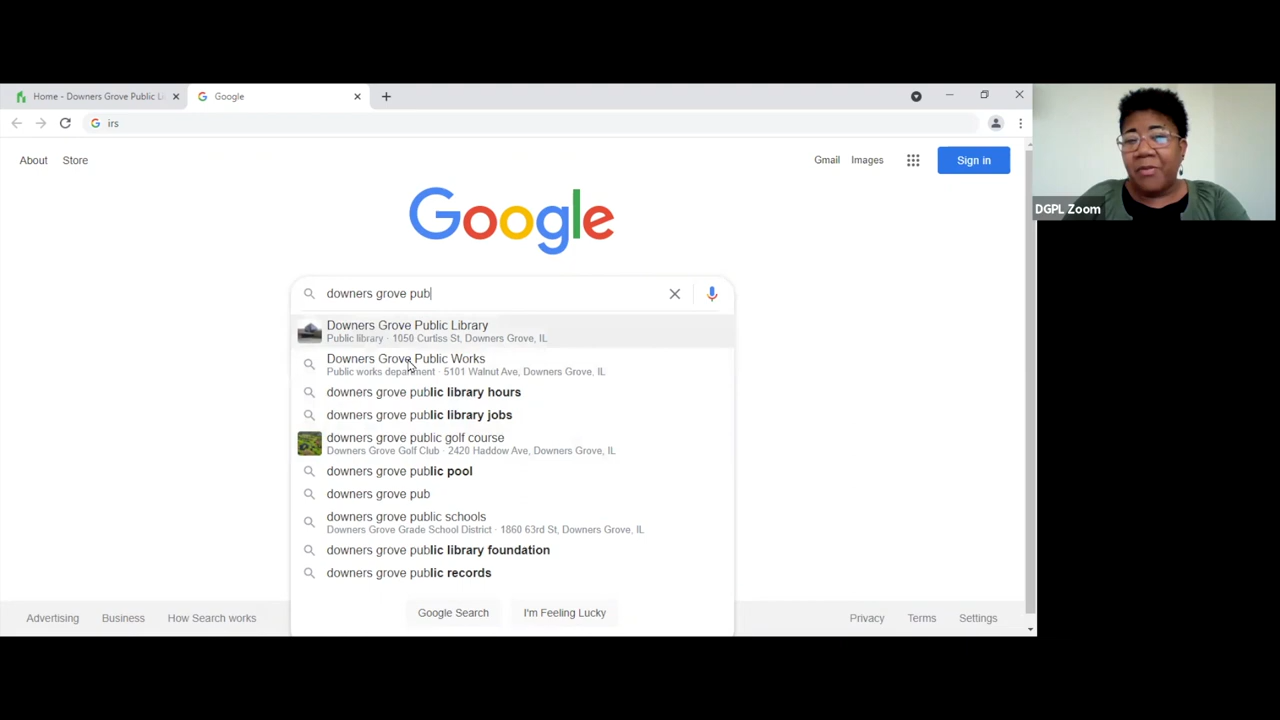 Home - Downers Grove Public Li
Google
irs
About
Store
Gmail
Images
Sign in
DGPL Zoom
Google
downers grove pub
Downers Grove Public Library
Public library · 1050 Curtiss St, Downers Grove, IL
Downers Grove Public Works
Public works department · 5101 Walnut Ave, Downers Grove, IL
downers grove public library hours
downers grove public library jobs
downers grove public golf course
Downers Grove Golf Club · 2420 Haddow Ave, Downers Grove, IL
downers grove public pool
downers grove pub
downers grove public schools
Downers Grove Grade School District · 1860 63rd St, Downers Grove, IL
downers grove public library foundation
downers grove public records
Google Search
I'm Feeling Lucky
Advertising
Business
How Search works
Privacy
Terms
Settings